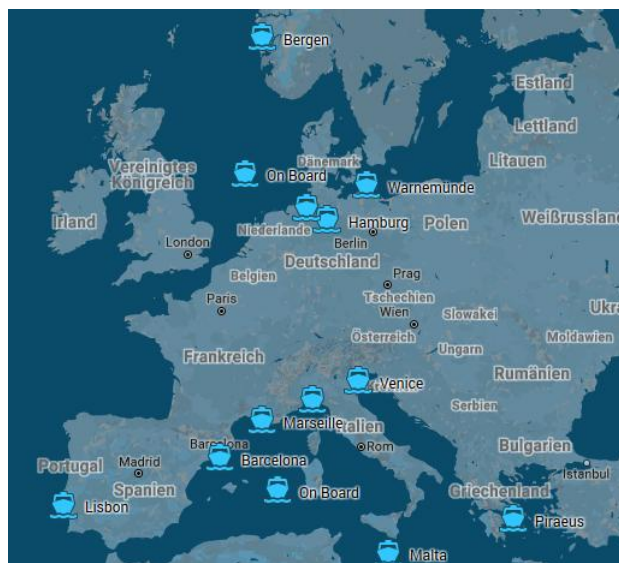 Bergen
Estland
Lettland
Vereinigtes
Königreich
Dänemark
Litauen
On Board
Warnemünde
Irland
Niederlande
Hamburg
Polen
Weißrussland
London
Berlin
Belgien
Deutschland
Prag
Paris
Tschechien
Wien
Slowakei
Ukra
Frankreich
Österreich
Ungarn
Moldawien
Venice
Rumänien
Serbien
Marseille
Italien
Barcelona
Rom
Bulgarien
Portugal
Madrid
Barcelona
Istanbul
Spanien
On Board
Griechenland
Lisbon
Piraeus
Malta